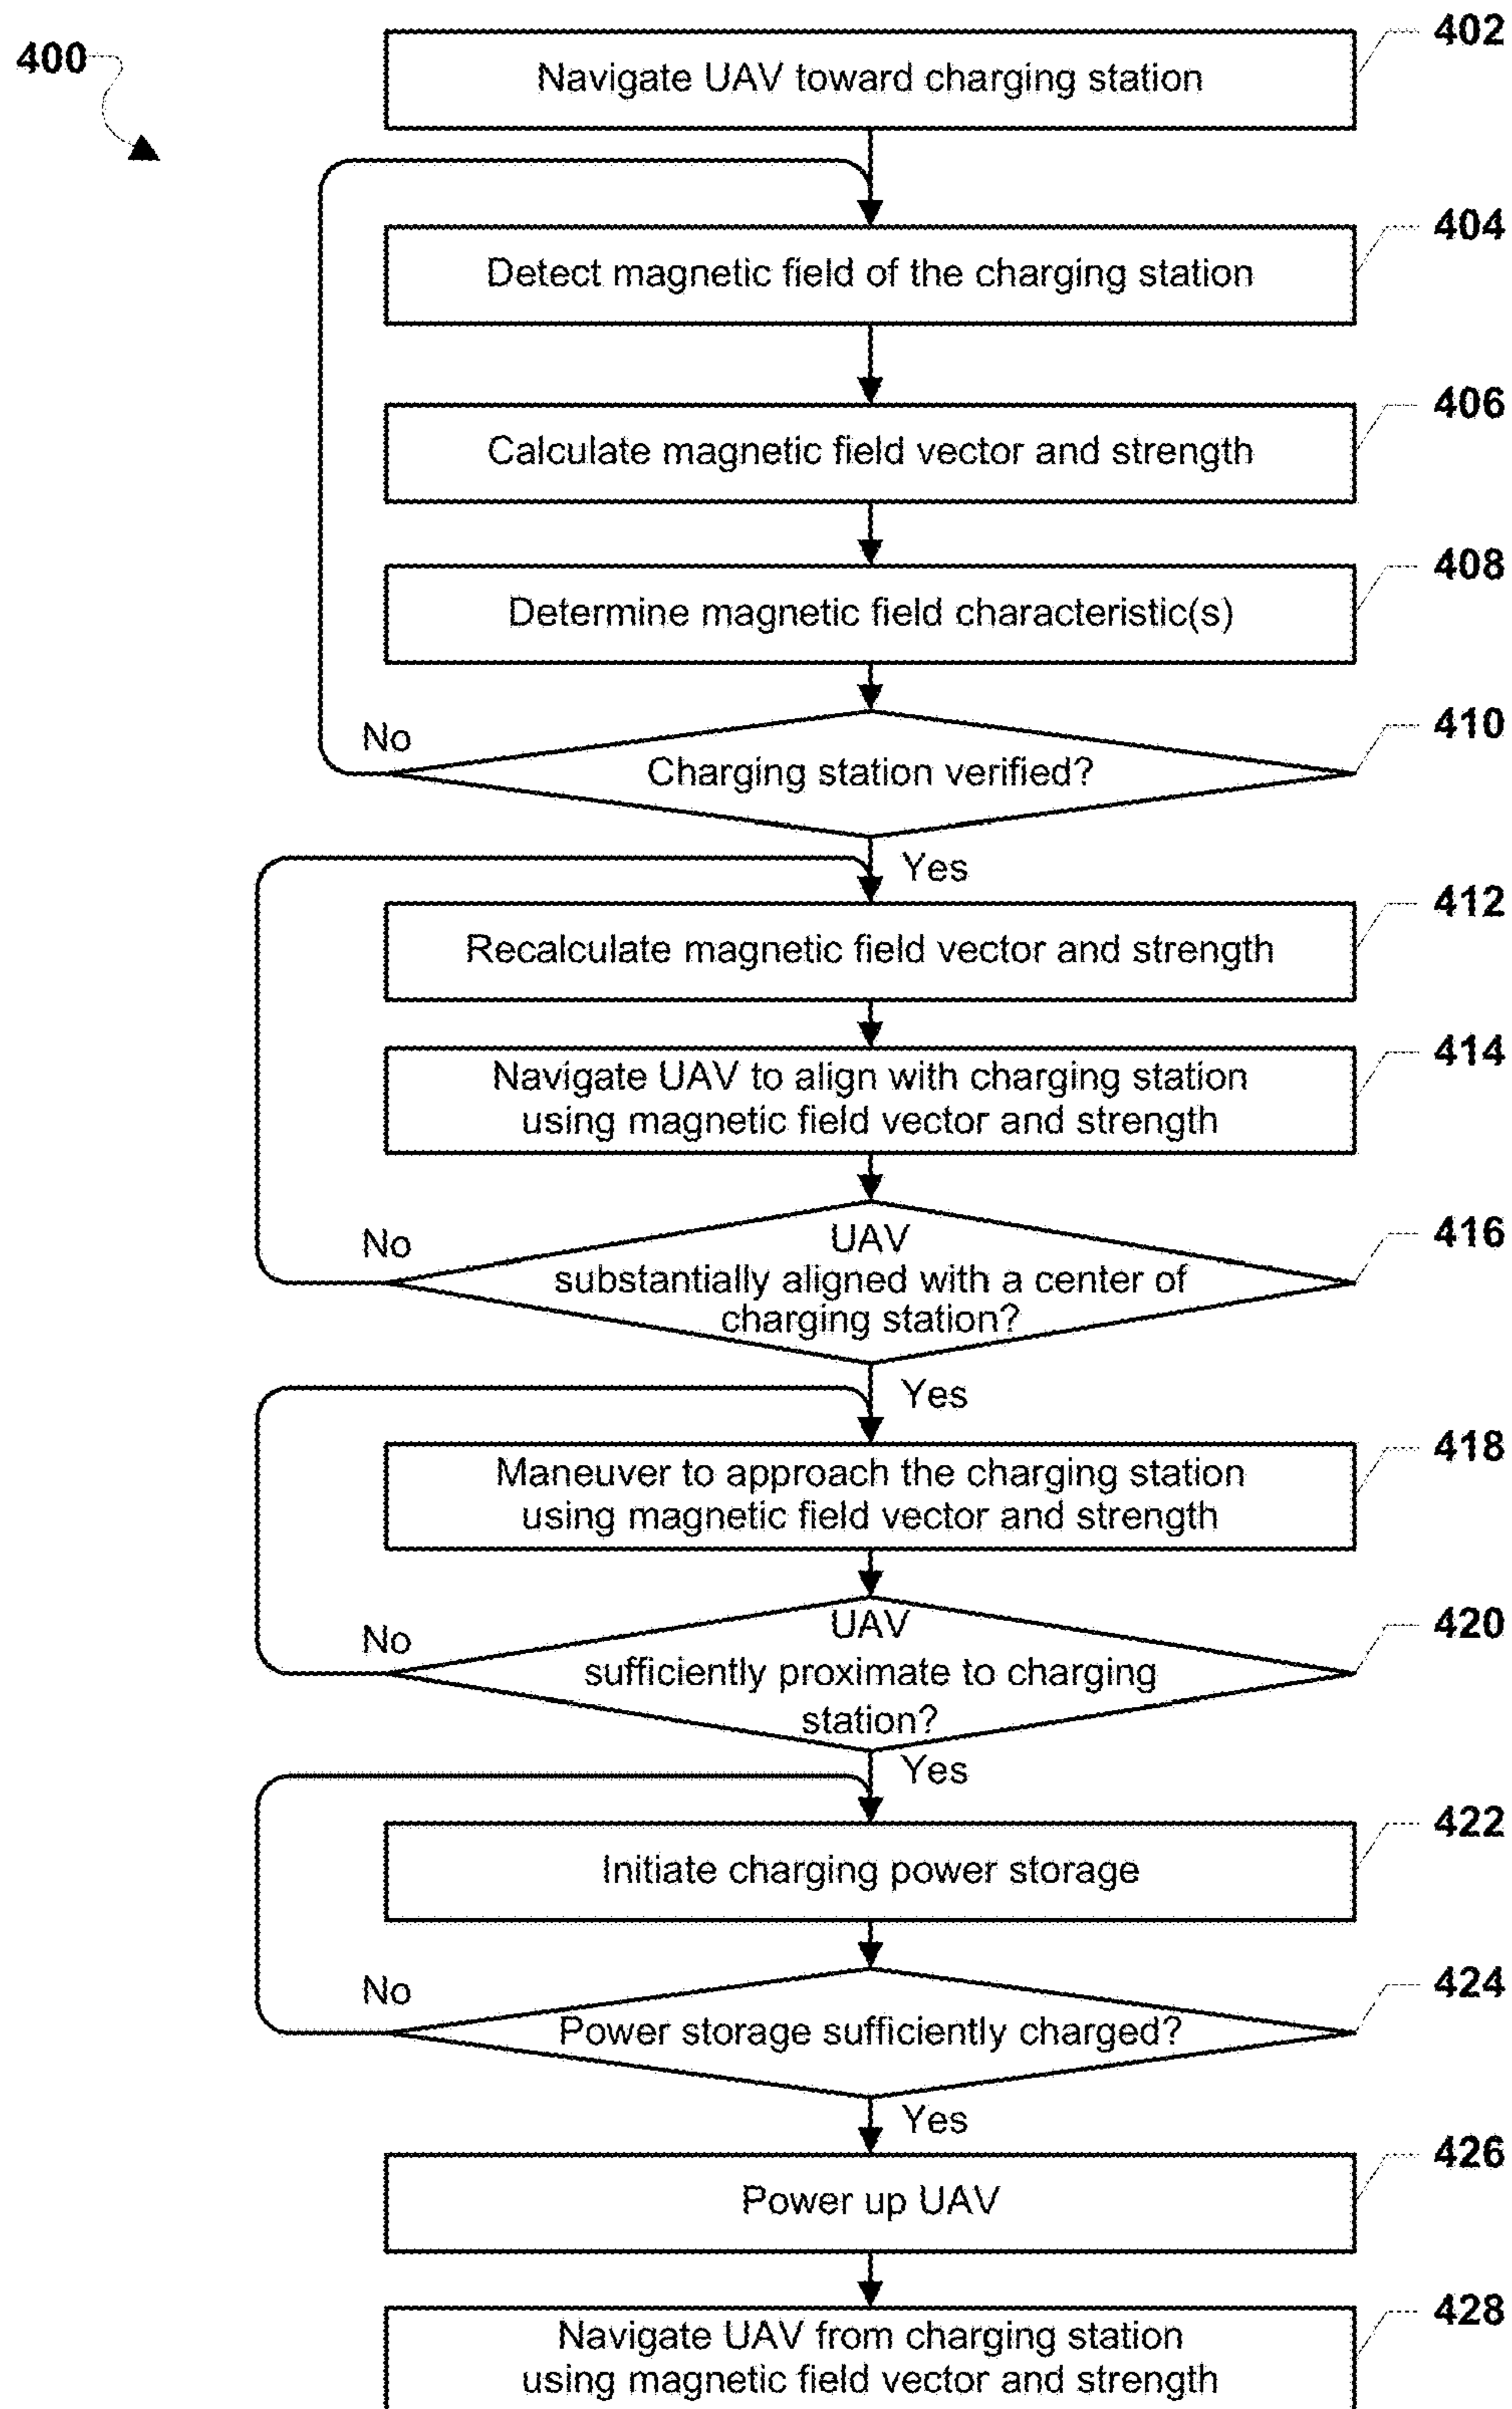 400
402
Navigate UAV toward charging station
404
Detect magnetic field of the charging station
406
Calculate magnetic field vector and strength
408
Determine magnetic field characteristic(s)
410
No
Charging station verified?
Yes
412
Recalculate magnetic field vector and strength
414
Navigate UAV to align with charging station
using magnetic field vector and strength
416
No
UAV
substantially aligned with a center of
charging station?
Yes
418
Maneuver to approach the charging station
using magnetic field vector and strength
420
No
UAV
sufficiently proximate to charging
station?
Yes
422
Initiate charging power storage
424
No
Power storage sufficiently charged?
Yes
426
Power up UAV
428
Navigate UAV from charging station
using magnetic field vector and strength